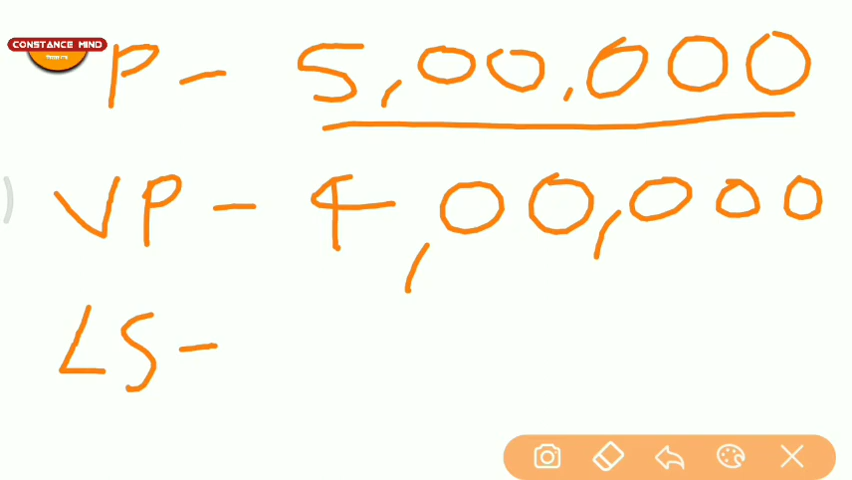 CONSTANCE MIND
P - 5,00,000
VP - 4,00,000
LS -